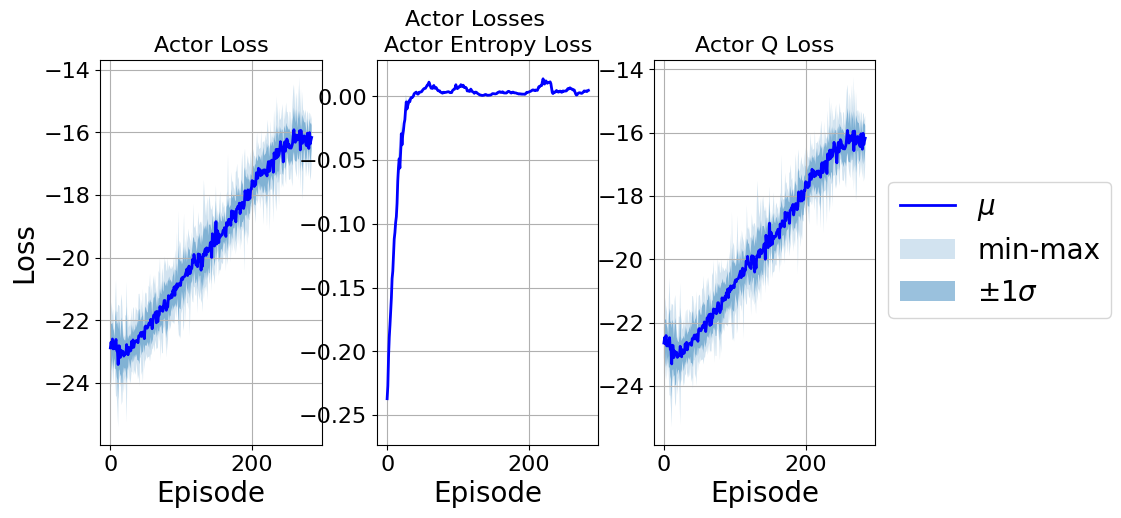 Actor Losses
Actor Loss
Actor Entropy Loss
Actor Q Loss
Loss
−14
−16
−18
−20
−22
−24
0
200
Episode
0.00
−0.05
−0.10
−0.15
−0.20
−0.25
0
200
Episode
−14
−16
−18
−20
−22
−24
0
200
Episode
μ
min-max
±1σ